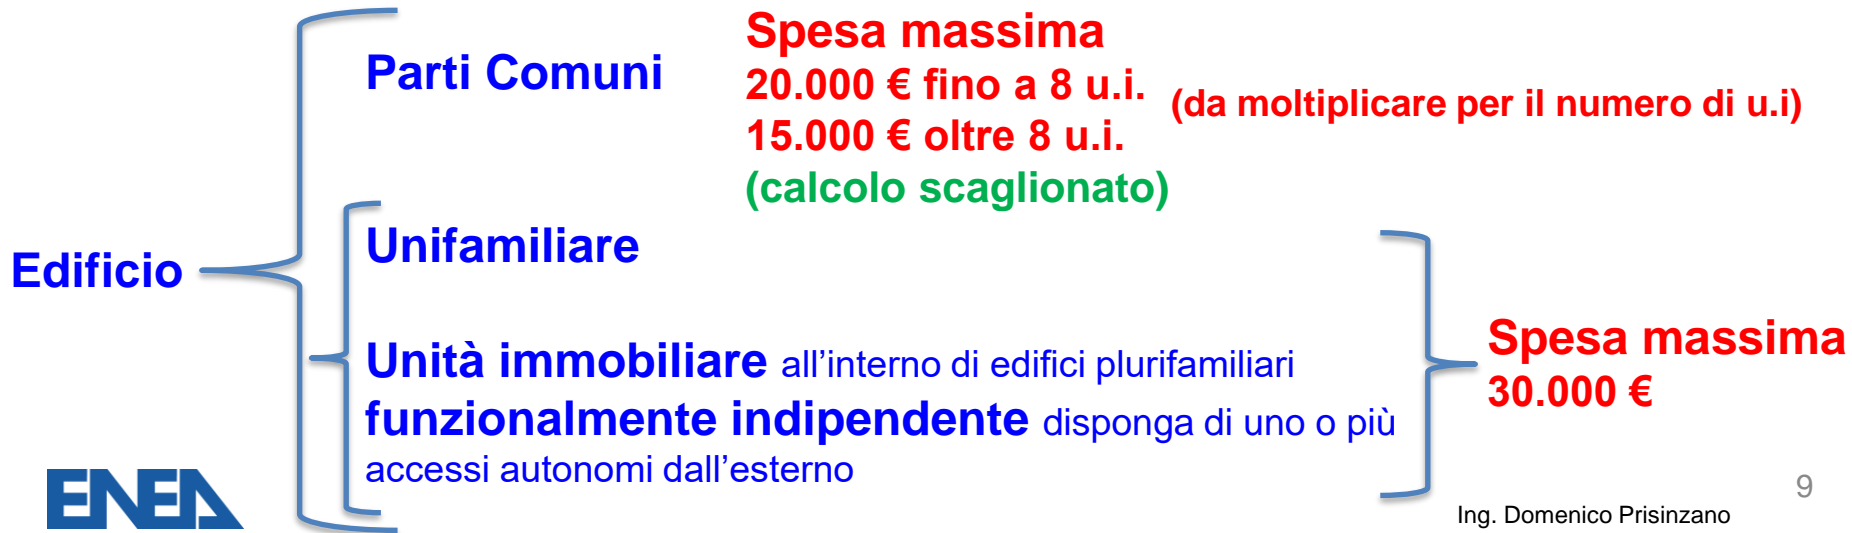 Edificio
Parti Comuni
Spesa massima
20.000 € fino a 8 u.i.
15.000 € oltre 8 u.i.
(da moltiplicare per il numero di u.i)
(calcolo scaglionato)
Unifamiliare
Unità immobiliare all’interno di edifici plurifamiliari
funzionalmente indipendente disponga di uno o più
accessi autonomi dall’esterno
Spesa massima
30.000 €
ENEA
Ing. Domenico Prisinzano
9